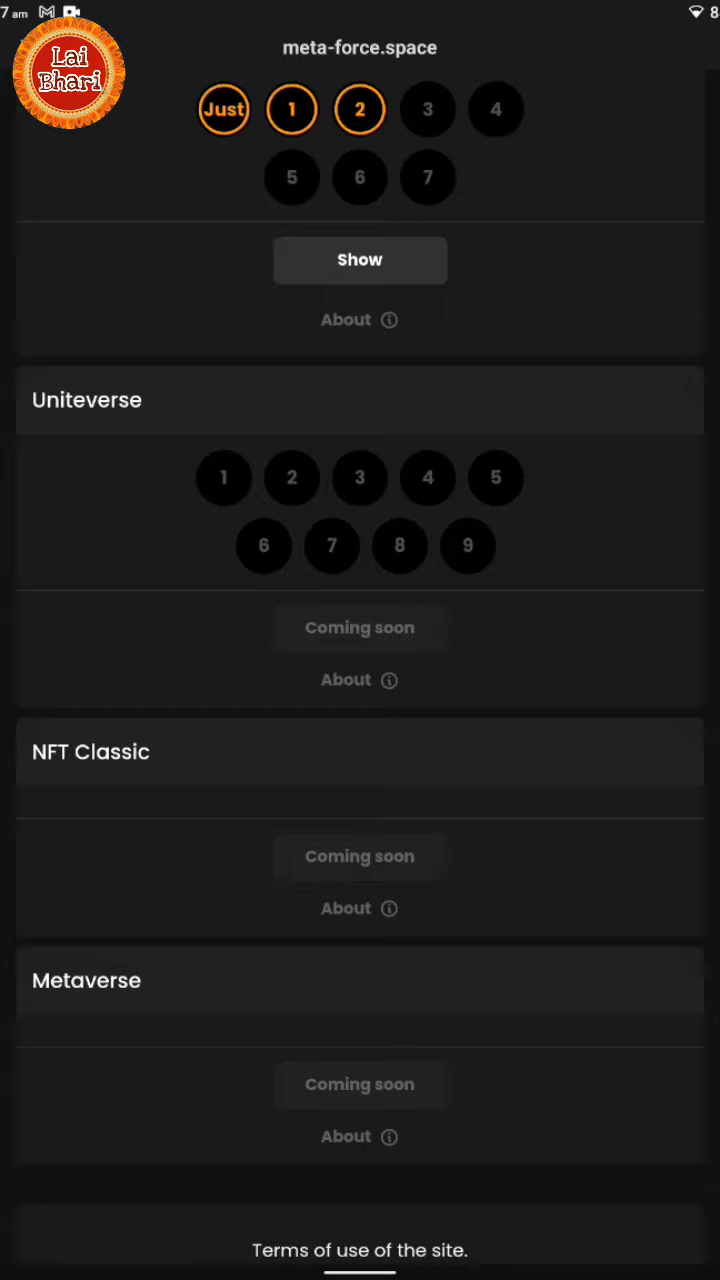 7 am
8
Lai
Bhari
meta-force.space
Just 1 2 3 4
5 6 7
Show
About
Uniteverse
1 2 3 4 5
6 7 8 9
Coming soon
About
NFT Classic
Coming soon
About
Metaverse
Coming soon
About
Terms of use of the site.